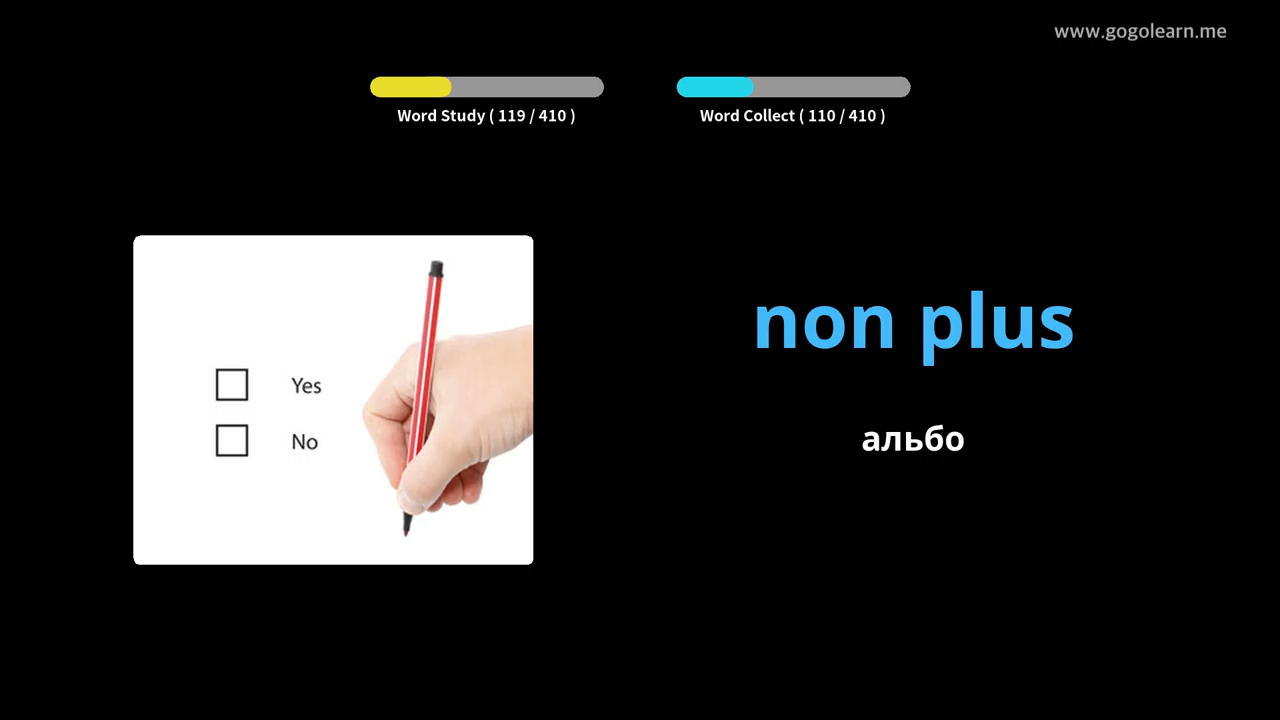 www.gogolearn.me
Word Study ( 119 / 410 )
Word Collect ( 110 / 410 )
Yes
No
non plus
альбо